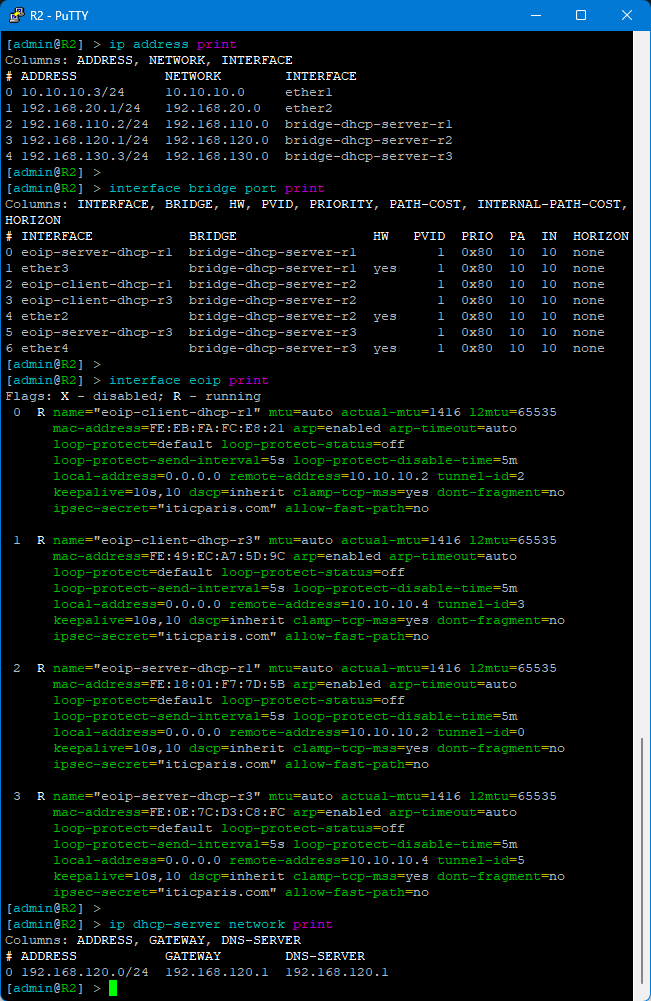 R2 - PuTTY
[admin@R2] > ip address print
Columns: ADDRESS, NETWORK, INTERFACE
# ADDRESS NETWORK INTERFACE
0 10.10.10.3/24 10.10.10.0 ether1
1 192.168.20.1/24 192.168.20.0 ether2
2 192.168.110.2/24 192.168.110.0 bridge-dhcp-server-r1
3 192.168.120.1/24 192.168.120.0 bridge-dhcp-server-r2
4 192.168.130.3/24 192.168.130.0 bridge-dhcp-server-r3
[admin@R2] >
[admin@R2] > interface bridge port print
Columns: INTERFACE, BRIDGE, HW, PVID, PRIORITY, PATH-COST, INTERNAL-PATH-COST,
HORIZON
# INTERFACE BRIDGE HW PVID PRIO PA IN HORIZON
0 eoip-server-dhcp-r1 bridge-dhcp-server-r1 1 0x80 10 10 none
1 ether3 bridge-dhcp-server-r1 yes 1 0x80 10 10 none
2 eoip-client-dhcp-r1 bridge-dhcp-server-r2 1 0x80 10 10 none
3 eoip-client-dhcp-r3 bridge-dhcp-server-r2 1 0x80 10 10 none
4 ether2 bridge-dhcp-server-r2 yes 1 0x80 10 10 none
5 eoip-server-dhcp-r3 bridge-dhcp-server-r3 1 0x80 10 10 none
6 ether4 bridge-dhcp-server-r3 yes 1 0x80 10 10 none
[admin@R2] >
[admin@R2] > interface eoip print
Flags: X - disabled; R - running
0 R name="eoip-client-dhcp-r1" mtu=auto actual-mtu=1416 l2mtu=65535
mac-address=FE:EB:FA:FC:E8:21 arp=enabled arp-timeout=auto
loop-protect=default loop-protect-status=off
loop-protect-send-interval=5s loop-protect-disable-time=5m
local-address=0.0.0.0 remote-address=10.10.10.2 tunnel-id=2
keepalive=10s,10 dscp=inherit clamp-tcp-mss=yes dont-fragment=no
ipsec-secret="iticparis.com" allow-fast-path=no
1 R name="eoip-client-dhcp-r3" mtu=auto actual-mtu=1416 l2mtu=65535
mac-address=FE:49:EC:A7:5D:9C arp=enabled arp-timeout=auto
loop-protect=default loop-protect-status=off
loop-protect-send-interval=5s loop-protect-disable-time=5m
local-address=0.0.0.0 remote-address=10.10.10.4 tunnel-id=3
keepalive=10s,10 dscp=inherit clamp-tcp-mss=yes dont-fragment=no
ipsec-secret="iticparis.com" allow-fast-path=no
2 R name="eoip-server-dhcp-r1" mtu=auto actual-mtu=1416 l2mtu=65535
mac-address=FE:18:01:F7:7D:5B arp=enabled arp-timeout=auto
loop-protect=default loop-protect-status=off
loop-protect-send-interval=5s loop-protect-disable-time=5m
local-address=0.0.0.0 remote-address=10.10.10.2 tunnel-id=0
keepalive=10s,10 dscp=inherit clamp-tcp-mss=yes dont-fragment=no
ipsec-secret="iticparis.com" allow-fast-path=no
3 R name="eoip-server-dhcp-r3" mtu=auto actual-mtu=1416 l2mtu=65535
mac-address=FE:0E:7C:D3:C8:FC arp=enabled arp-timeout=auto
loop-protect=default loop-protect-status=off
loop-protect-send-interval=5s loop-protect-disable-time=5m
local-address=0.0.0.0 remote-address=10.10.10.4 tunnel-id=5
keepalive=10s,10 dscp=inherit clamp-tcp-mss=yes dont-fragment=no
ipsec-secret="iticparis.com" allow-fast-path=no
[admin@R2] >
[admin@R2] > ip dhcp-server network print
Columns: ADDRESS, GATEWAY, DNS-SERVER
# ADDRESS GATEWAY DNS-SERVER
0 192.168.120.0/24 192.168.120.1 192.168.120.1
[admin@R2] >